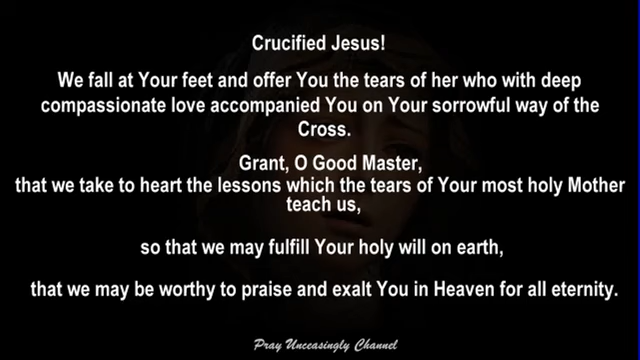 Crucified Jesus!
We fall at Your feet and offer You the tears of her who with deep
compassionate love accompanied You on Your sorrowful way of the
Cross.
Grant, O Good Master,
that we take to heart the lessons which the tears of Your most holy Mother
teach us,
so that we may fulfill Your holy will on earth,
that we may be worthy to praise and exalt You in Heaven for all eternity.
Pray Unceasingly Channel